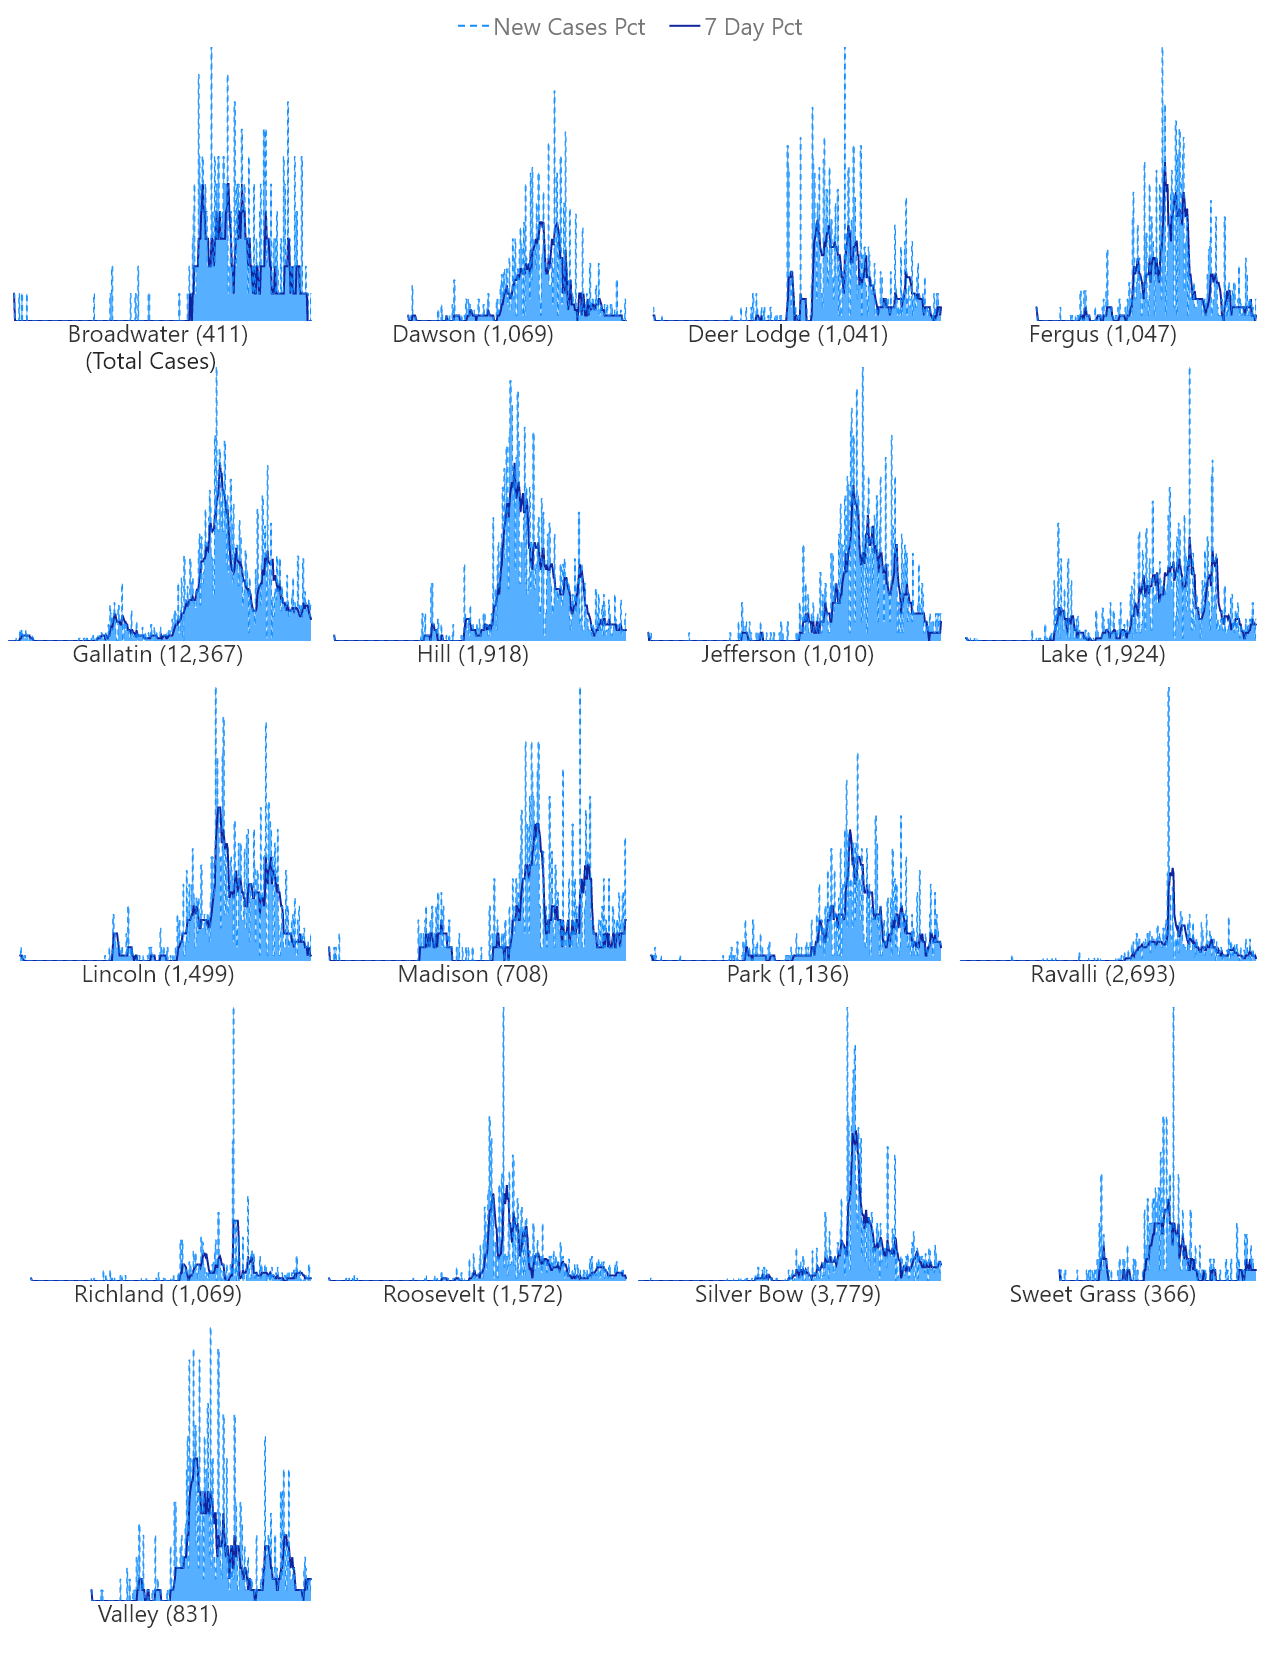 New Cases Pct 7 Day Pct
Broadwater (411) Dawson (1,069) Deer Lodge (1,041) Fergus (1,047)
(Total Cases)
Gallatin (12,367) Hill (1,918) Jefferson (1,010) Lake (1,924)
Lincoln (1,499) Madison (708) Park (1,136) Ravalli (2,693)
Richland (1,069) Roosevelt (1,572) Silver Bow (3,779) Sweet Grass (366)
Valley (831)